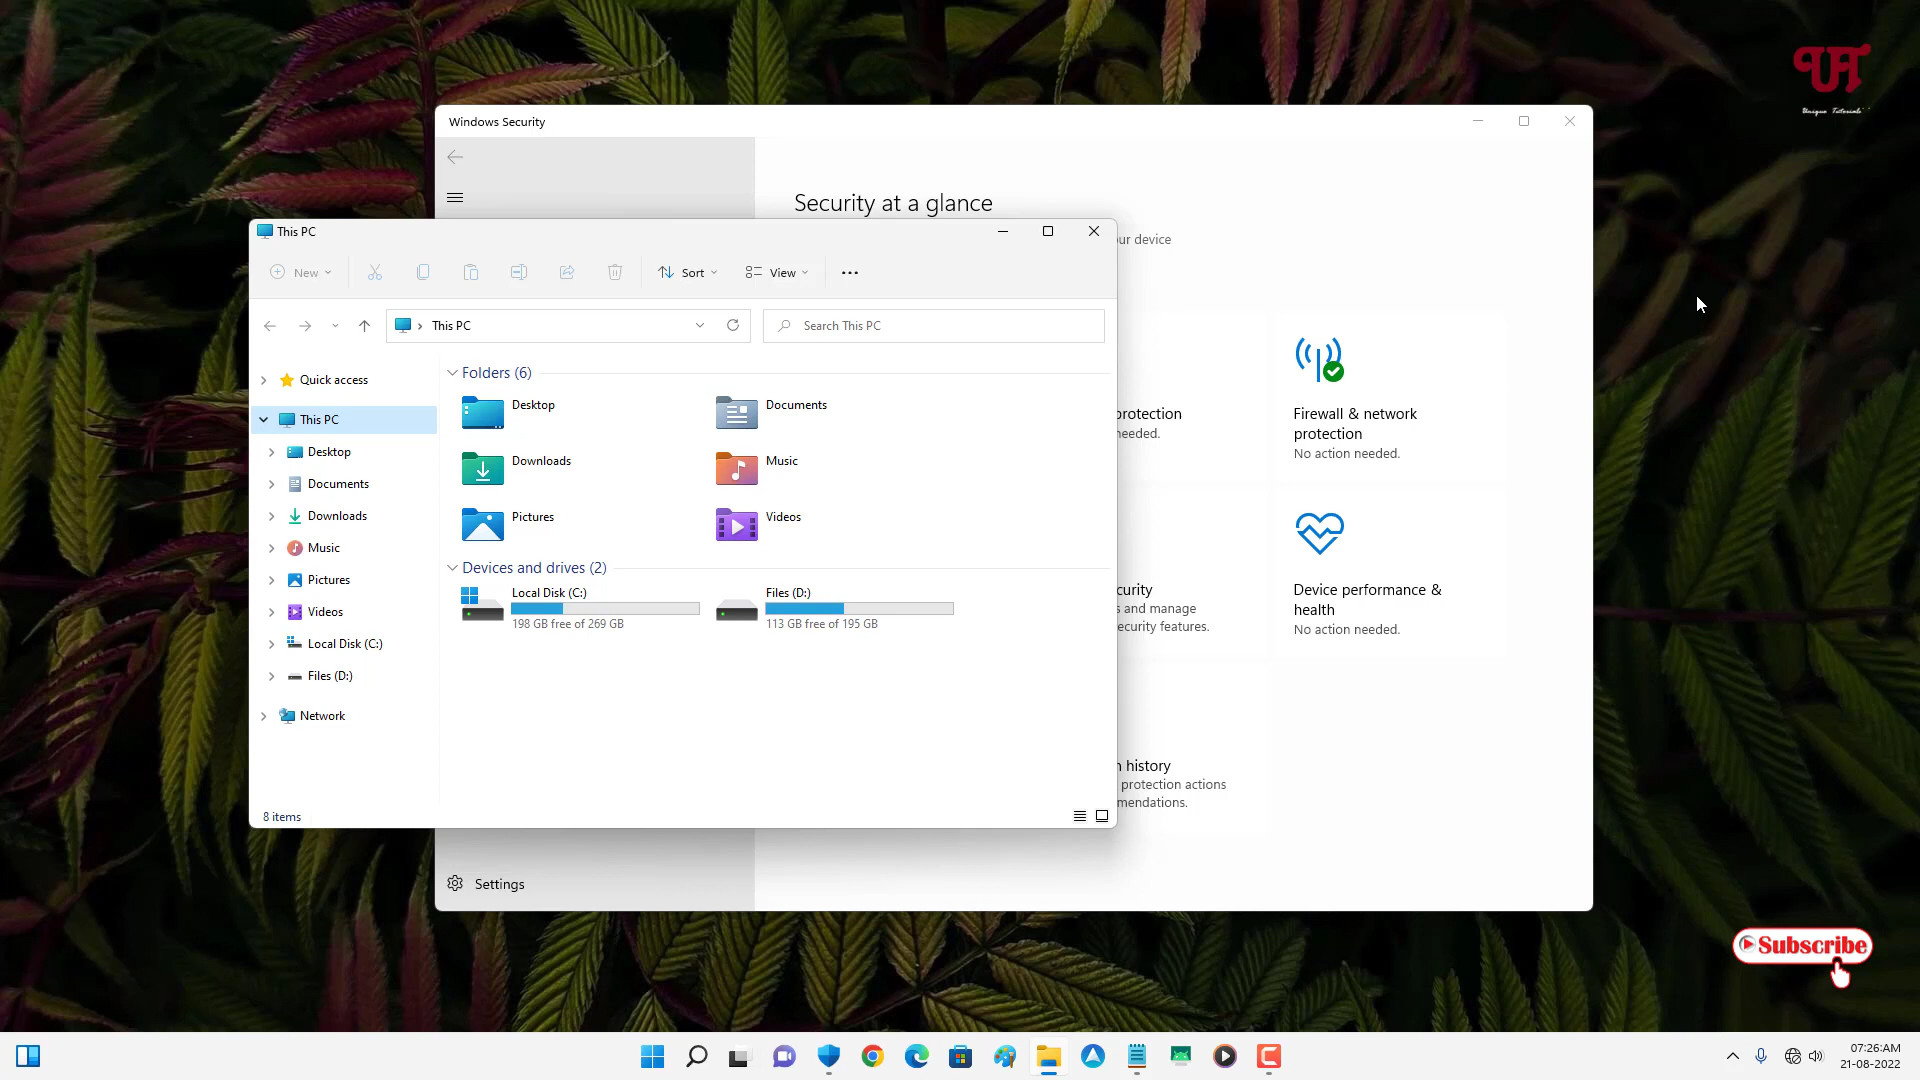 Unique Tutorials
Windows Security
Security at a glance
ur device
This PC
New
Sort
View
This PC
Search This PC
Quick access
This PC
Desktop
Documents
Downloads
Music
Pictures
Videos
Local Disk (C:)
Files (D:)
Network
Folders (6)
Desktop
Documents
Downloads
Music
Pictures
Videos
Devices and drives (2)
Local Disk (C:)
198 GB free of 269 GB
Files (D:)
113 GB free of 195 GB
8 items
protection
needed.
Firewall & network
protection
No action needed.
curity
s and manage
ecurity features.
Device performance &
health
No action needed.
n history
protection actions
mendations.
Settings
Subscribe
07:26:AM
21-08-2022